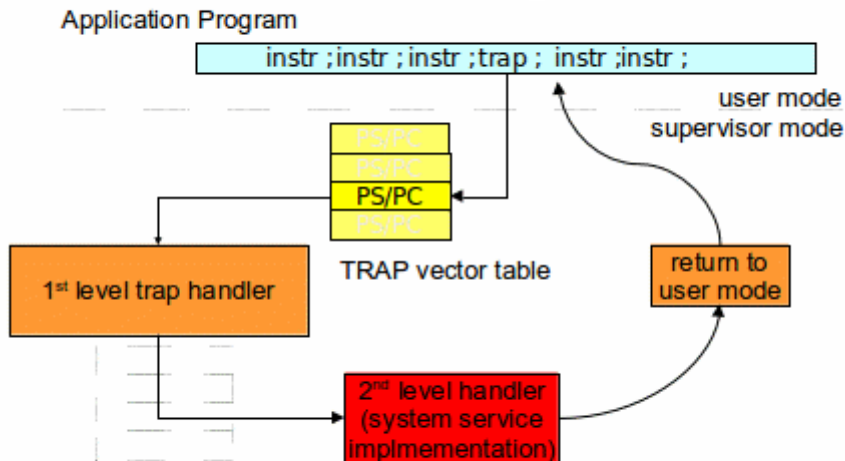 Application Program
instr ;instr ; instr ;trap ; instr ;instr ;
user mode
supervisor mode
PS/PC
PS/PC
PS/PC
PS/PC
TRAP vector table
1st level trap handler
return to
user mode
2nd level handler
(system service
implmementation)